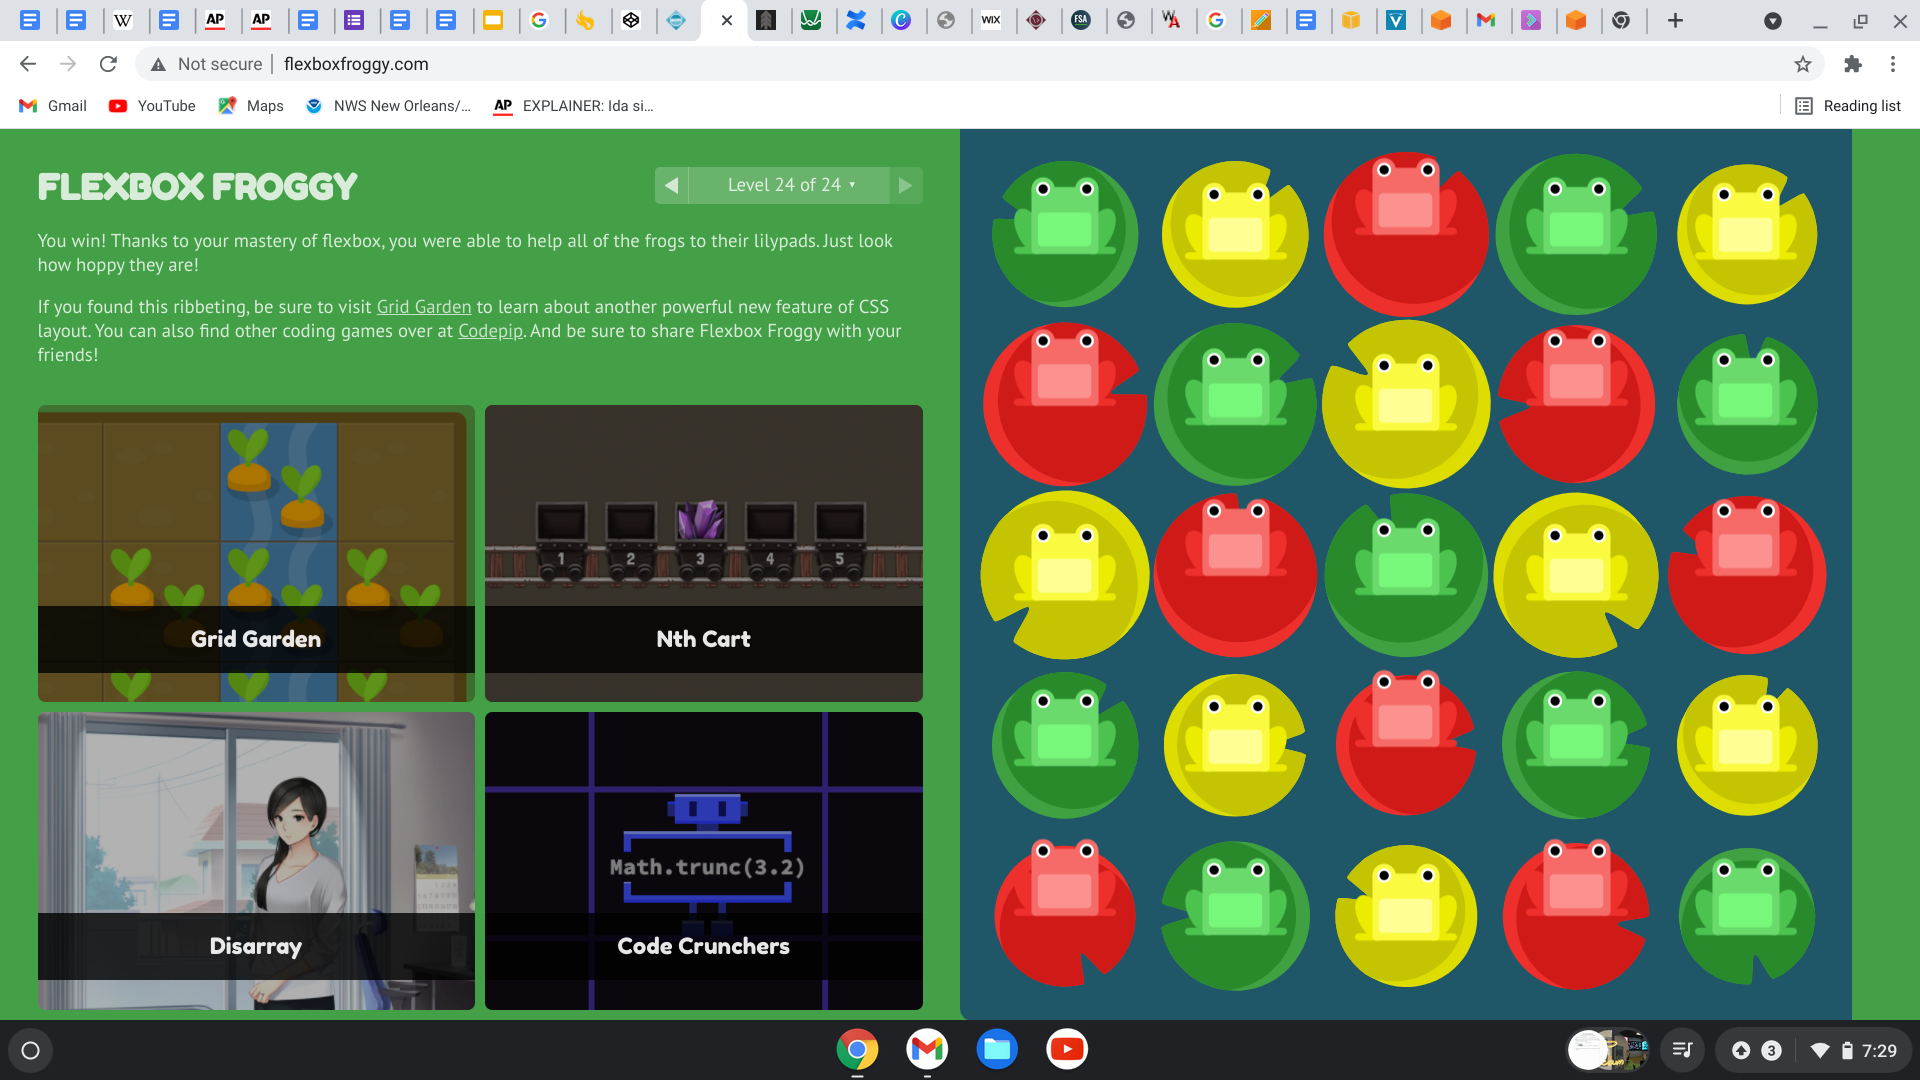 W
AP
AP
WIX
FSA
W
A
V
Not secure
flexboxfroggy.com
Gmail
YouTube
Maps
NWS New Orleans/...
AP
EXPLAINER: Ida si...
Reading list
FLEXBOX FROGGY
Level 24 of 24
You win! Thanks to your mastery of flexbox, you were able to help all of the frogs to their lilypads. Just look
how hoppy they are!
If you found this ribbeting, be sure to visit Grid Garden to learn about another powerful new feature of CSS
layout. You can also find other coding games over at Codepip. And be sure to share Flexbox Froggy with your
friends!
1 2 3 4 5
Grid Garden
Nth Cart
Math.trunc(3.2)
Disarray
Code Crunchers
3
7:29